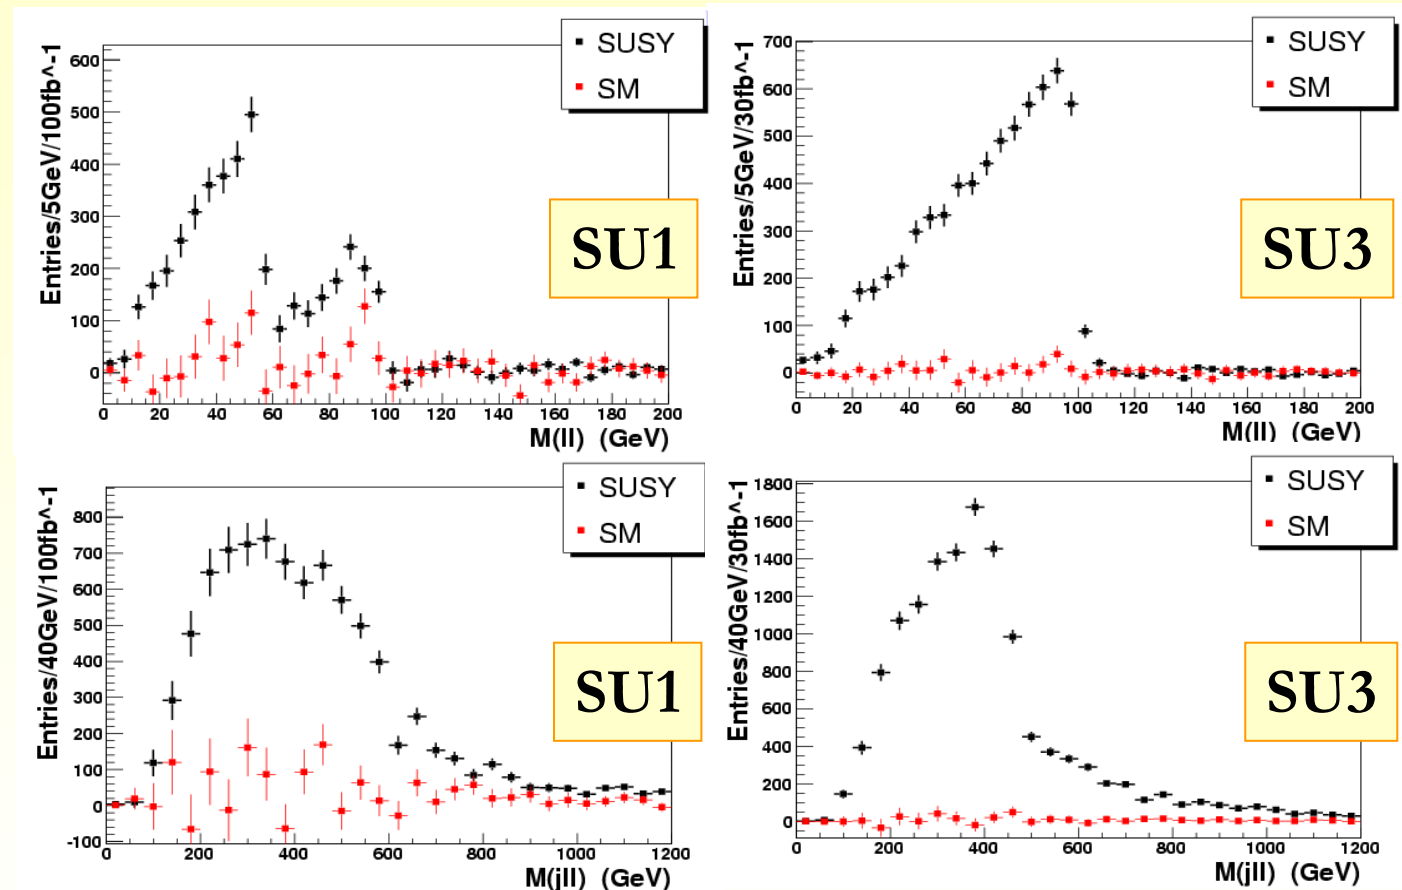 Entries/5GeV/100fb^-1
600
500
400
300
200
100
0
0 20 40 60 80 100 120 140 160 180 200
M(ll) (GeV)
SUSY
SM
SU1
Entries/5GeV/30fb^-1
700
600
500
400
300
200
100
0
0 20 40 60 80 100 120 140 160 180 200
M(ll) (GeV)
SUSY
SM
SU3
Entries/40GeV/100fb^-1
800
700
600
500
400
300
200
100
0
-100
0 200 400 600 800 1000 1200
M(jll) (GeV)
SUSY
SM
SU1
Entries/40GeV/30fb^-1
1800
1600
1400
1200
1000
800
600
400
200
0
0 200 400 600 800 1000 1200
M(jll) (GeV)
SUSY
SM
SU3